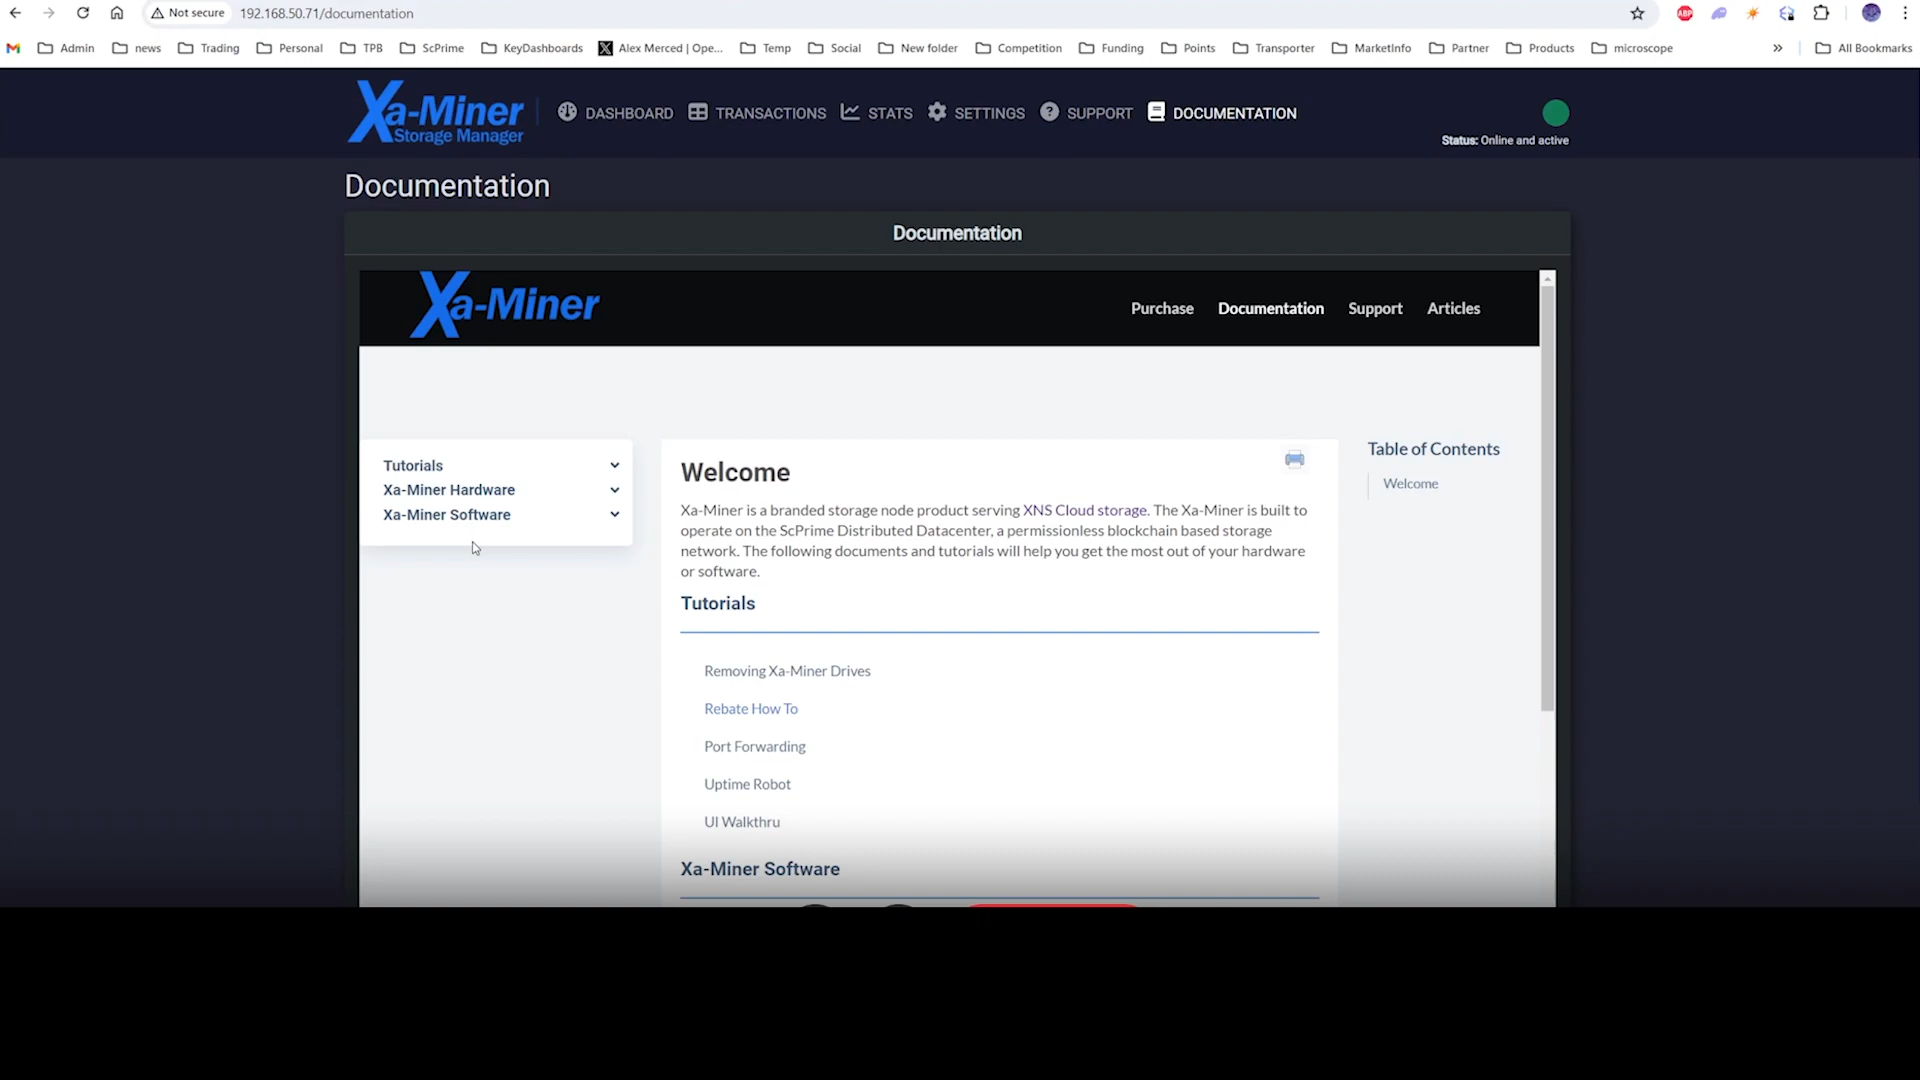 Not secure
192.168.50.71/documentation
ABP
Admin
news
Trading
Personal
TPB
ScPrime
KeyDashboards
Alex Merced | Ope...
Temp
Social
New folder
Competition
Funding
Points
Transporter
MarketInfo
Partner
Products
microscope
»
All Bookmarks
Xa-Miner
Storage Manager
DASHBOARD
TRANSACTIONS
STATS
SETTINGS
SUPPORT
DOCUMENTATION
Status: Online and active
Documentation
Documentation
Xa-Miner
Purchase
Documentation
Support
Articles
Tutorials
Xa-Miner Hardware
Xa-Miner Software
Welcome
Xa-Miner is a branded storage node product serving XNS Cloud storage. The Xa-Miner is built to
operate on the ScPrime Distributed Datacenter, a permissionless blockchain based storage
network. The following documents and tutorials will help you get the most out of your hardware
or software.
Tutorials
Removing Xa-Miner Drives
Rebate How To
Port Forwarding
Uptime Robot
UI Walkthru
Xa-Miner Software
Table of Contents
Welcome